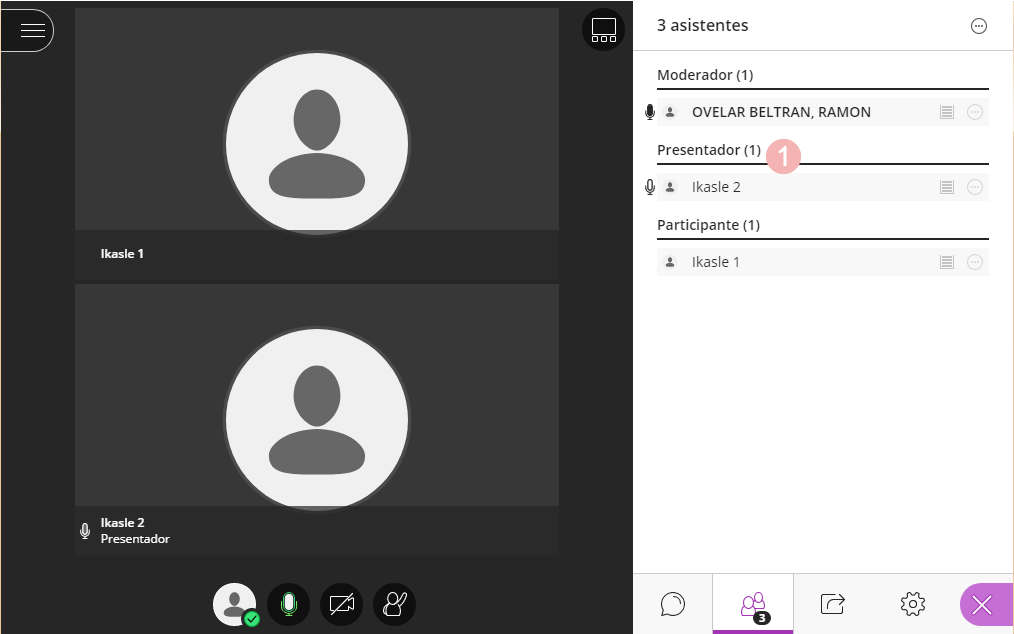 Ikasle 1
Ikasle 2
Presentador
3 asistentes
Moderador (1)
OVELAR BELTRAN, RAMON
Presentador (1) 1
Ikasle 2
Participante (1)
Ikasle 1
3